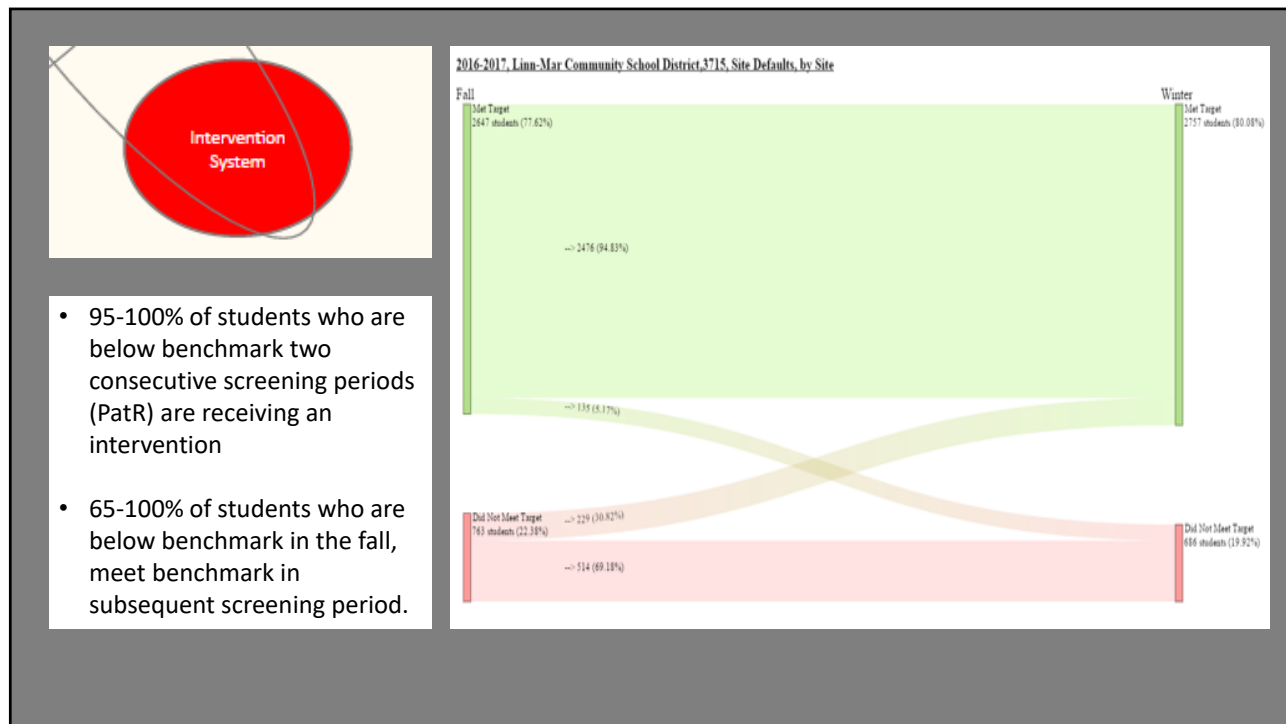 Intervention
System
• 95-100% of students who are
below benchmark two
consecutive screening periods
(PatR) are receiving an
intervention
• 65-100% of students who are
below benchmark in the fall,
meet benchmark in
subsequent screening period.
2016-2017, Linn-Mar Community School District,3715, Site Defaults, by Site
Fall
Met Target
2647 students (77.62%)
--> 2476 (94.83%)
--> 135 (5.17%)
Did Not Meet Target
763 students (22.38%)
--> 229 (30.82%)
--> 514 (69.18%)
Winter
Met Target
2757 students (80.08%)
Did Not Meet Target
686 students (19.92%)